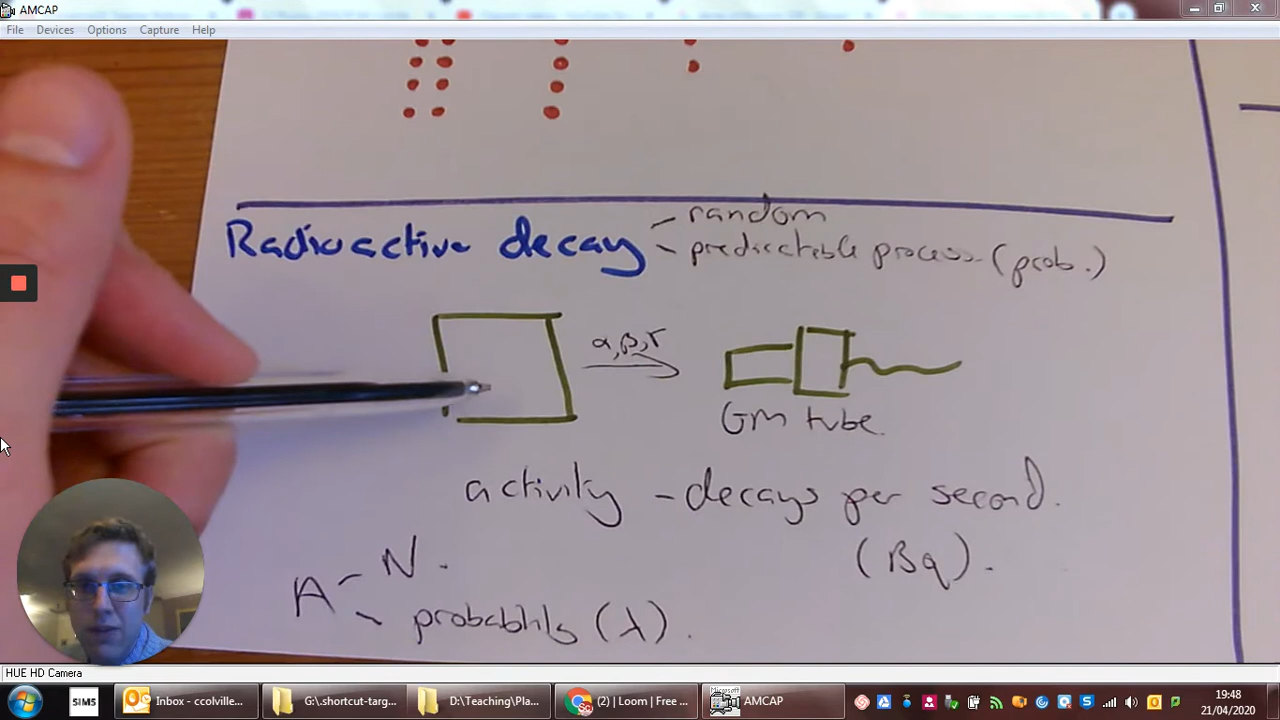 AMCAP
File Devices Options Capture Help
random
Radioactive decay
predictable process (prob.)
α, β, γ
GM tube.
activity - decays per second.
(Bq).
A N.
probability (λ).
HUE HD Camera
SIMS
Inbox - ccolville...
G:\.shortcut-targ...
D:\Teaching\Pla...
(2) | Loom | Free ...
Microsoft
AMCAP
19:48
21/04/2020